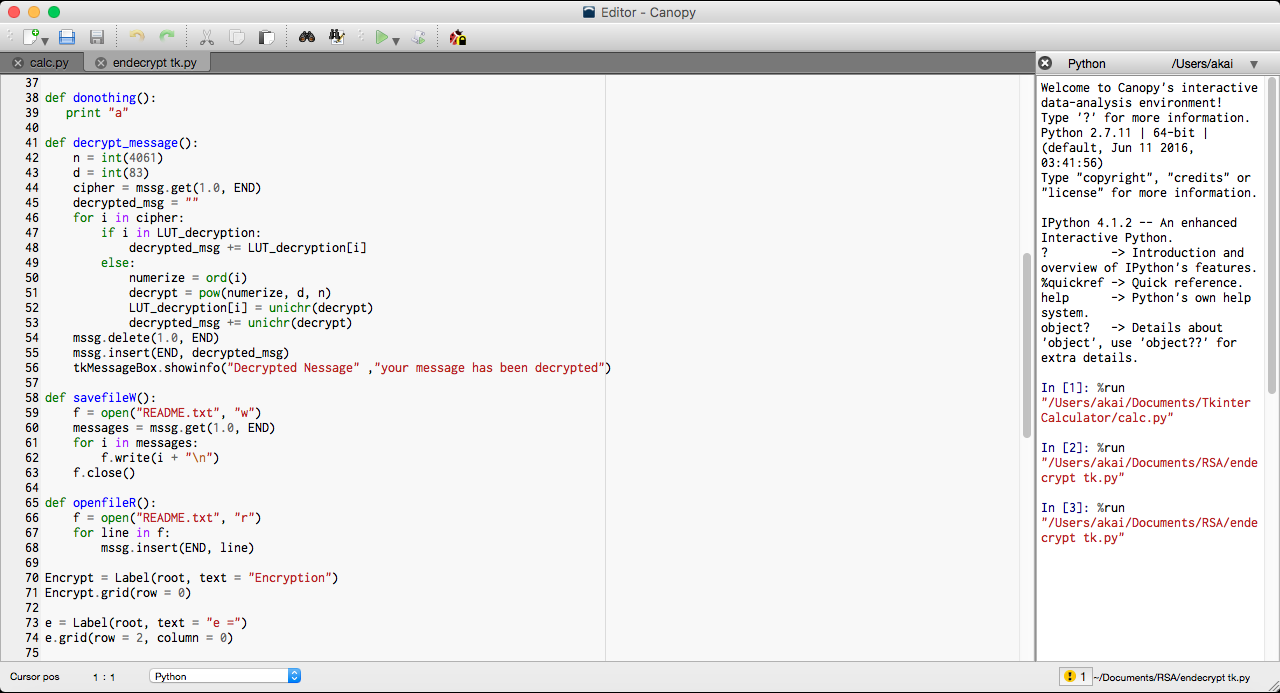 Editor - Canopy
calc.py
endecrypt tk.py
37
38 def donothing():
39    print "a"
40
41 def decrypt_message():
42     n = int(4061)
43     d = int(83)
44     cipher = mssg.get(1.0, END)
45     decrypted_msg = ""
46     for i in cipher:
47         if i in LUT_decryption:
48             decrypted_msg += LUT_decryption[i]
49         else:
50             numerize = ord(i)
51             decrypt = pow(numerize, d, n)
52             LUT_decryption[i] = unichr(decrypt)
53             decrypted_msg += unichr(decrypt)
54     mssg.delete(1.0, END)
55     mssg.insert(END, decrypted_msg)
56     tkMessageBox.showinfo("Decrypted Nessage" ,"your message has been decrypted")
57
58 def savefileW():
59     f = open("README.txt", "w")
60     messages = mssg.get(1.0, END)
61     for i in messages:
62         f.write(i + "\n")
63     f.close()
64
65 def openfileR():
66     f = open("README.txt", "r")
67     for line in f:
68         mssg.insert(END, line)
69
70 Encrypt = Label(root, text = "Encryption")
71 Encrypt.grid(row = 0)
72
73 e = Label(root, text = "e =")
74 e.grid(row = 2, column = 0)
75
Python /Users/akai
Welcome to Canopy's interactive
data-analysis environment!
Type '?' for more information.
Python 2.7.11 | 64-bit |
(default, Jun 11 2016,
03:41:56)
Type "copyright", "credits" or
"license" for more information.
IPython 4.1.2 -- An enhanced
Interactive Python.
?         -> Introduction and
overview of IPython's features.
%quickref -> Quick reference.
help      -> Python's own help
system.
object?   -> Details about
'object', use 'object??' for
extra details.
In [1]: %run
"/Users/akai/Documents/Tkinter
Calculator/calc.py"
In [2]: %run
"/Users/akai/Documents/RSA/ende
crypt tk.py"
In [3]: %run
"/Users/akai/Documents/RSA/ende
crypt tk.py"
Cursor pos 1 : 1 Python
1 ~/Documents/RSA/endecrypt tk.py